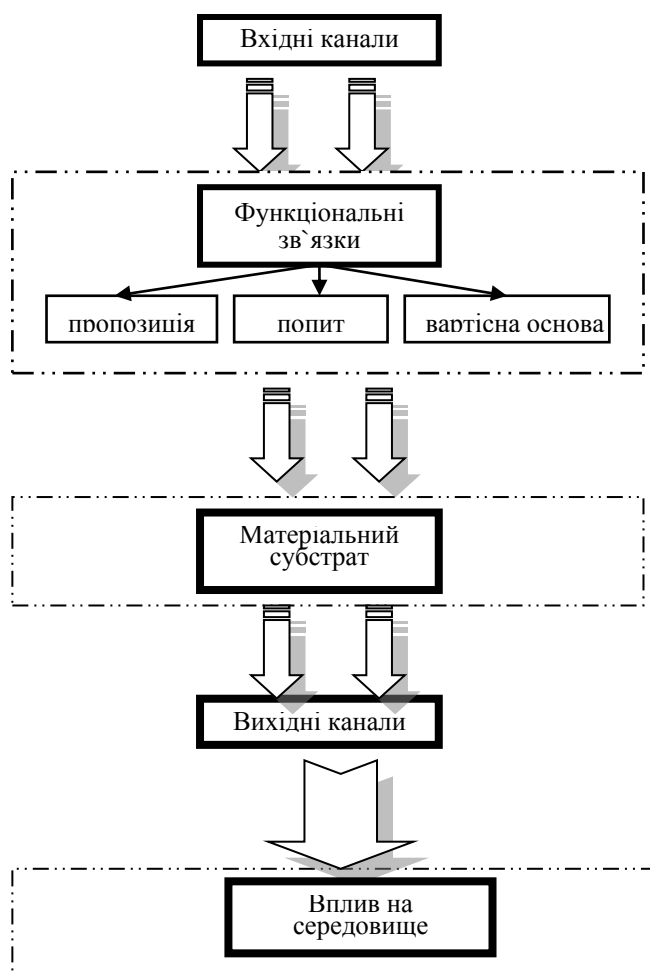 Вхідні канали
Функціональні
зв`язки
пропозиція
попит
вартісна основа
Матеріальний
субстрат
Вихідні канали
Вплив на
середовище